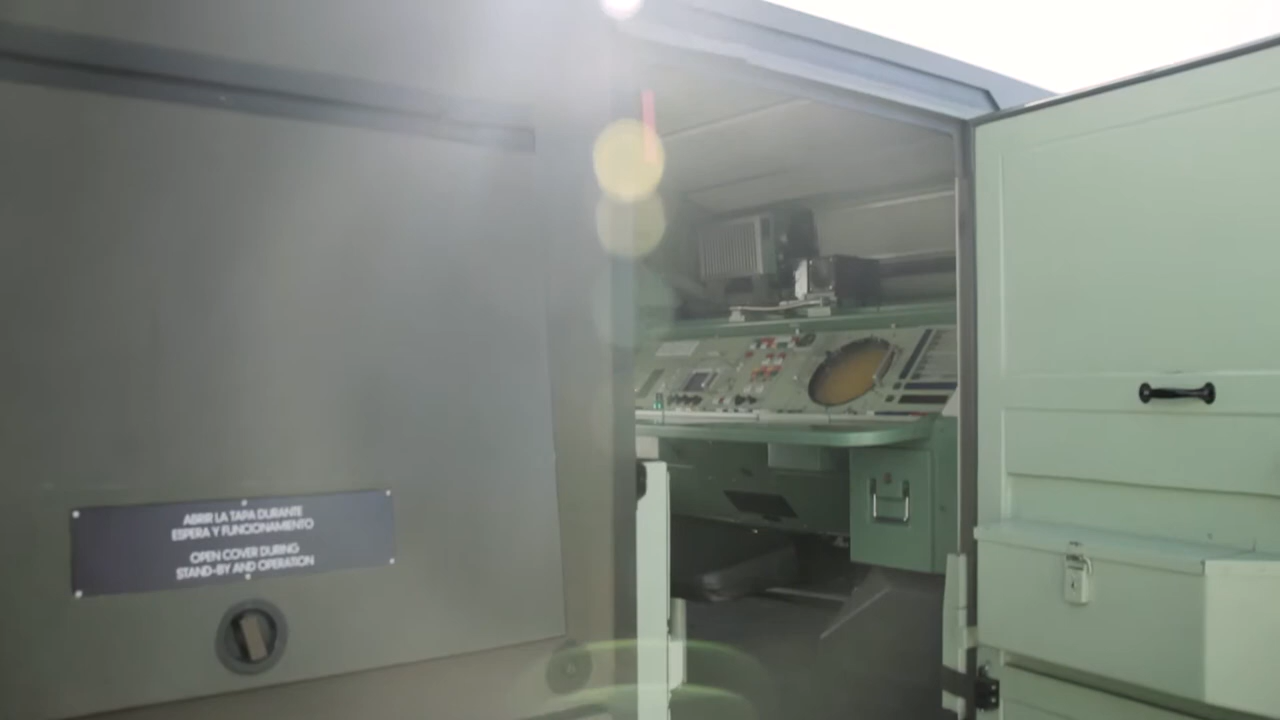 ABRIR LA TAPA DURANTE
ESPERA Y FUNCIONAMIENTO
OPEN COVER DURING
STAND-BY AND OPERATION